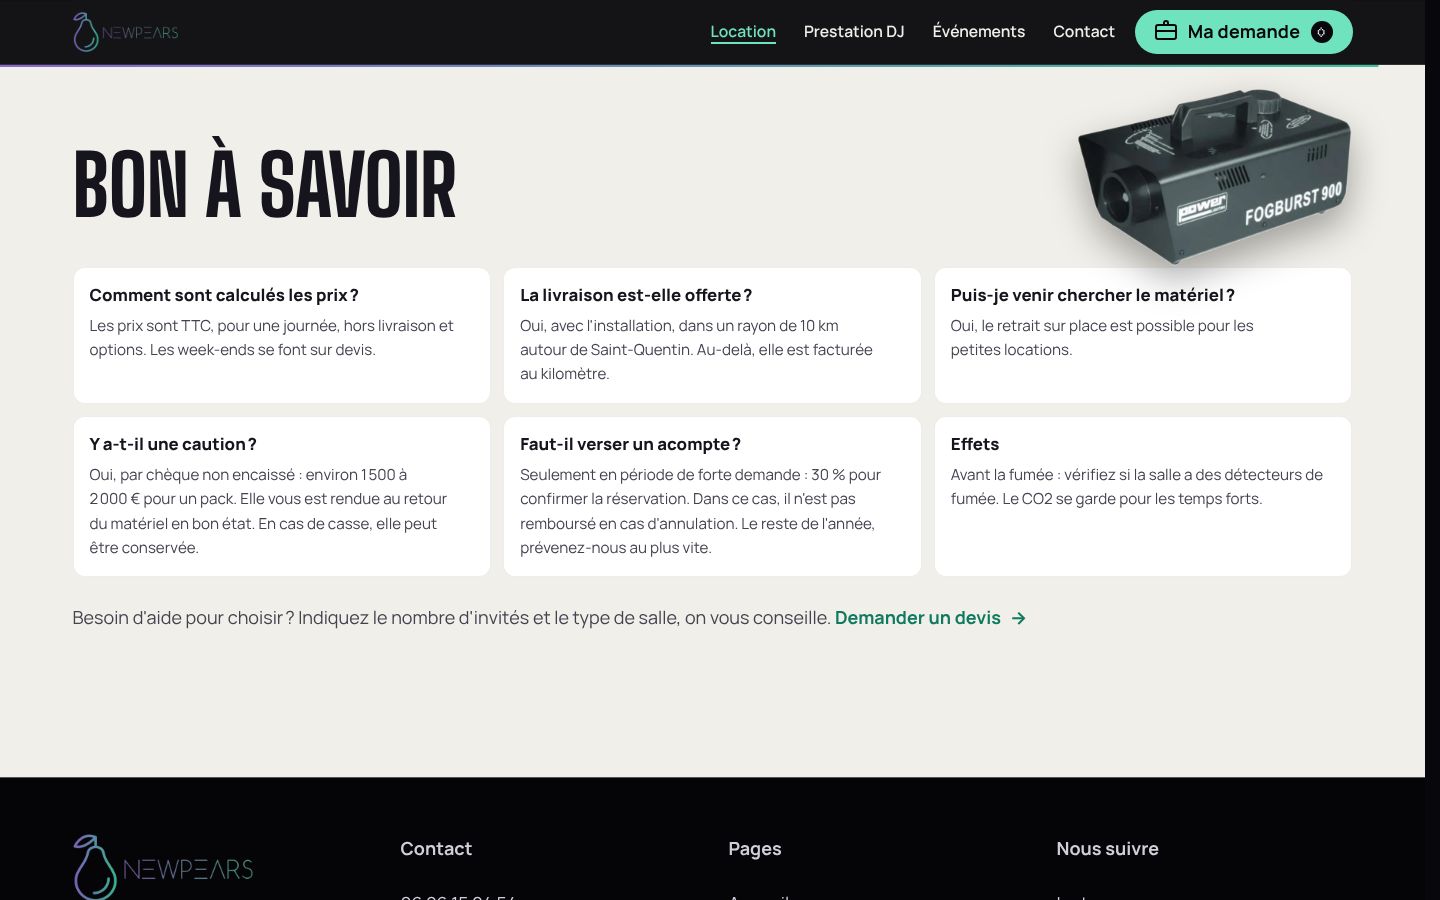 NEWPEARS
Location
Prestation DJ
Événements
Contact
Ma demande
BON À SAVOIR
power
FOGBURST 900
Comment sont calculés les prix ?
Les prix sont TTC, pour une journée, hors livraison et
options. Les week-ends se font sur devis.
La livraison est-elle offerte ?
Oui, avec l'installation, dans un rayon de 10 km
autour de Saint-Quentin. Au-delà, elle est facturée
au kilomètre.
Puis-je venir chercher le matériel ?
Oui, le retrait sur place est possible pour les
petites locations.
Y a-t-il une caution ?
Oui, par chèque non encaissé : environ 1 500 à
2 000 € pour un pack. Elle vous est rendue au retour
du matériel en bon état. En cas de casse, elle peut
être conservée.
Faut-il verser un acompte ?
Seulement en période de forte demande : 30 % pour
confirmer la réservation. Dans ce cas, il n'est pas
remboursé en cas d'annulation. Le reste de l'année,
prévenez-nous au plus vite.
Effets
Avant la fumée : vérifiez si la salle a des détecteurs de
fumée. Le CO2 se garde pour les temps forts.
Besoin d'aide pour choisir ? Indiquez le nombre d'invités et le type de salle, on vous conseille. Demander un devis →
NEWPEARS
Contact
Pages
Nous suivre